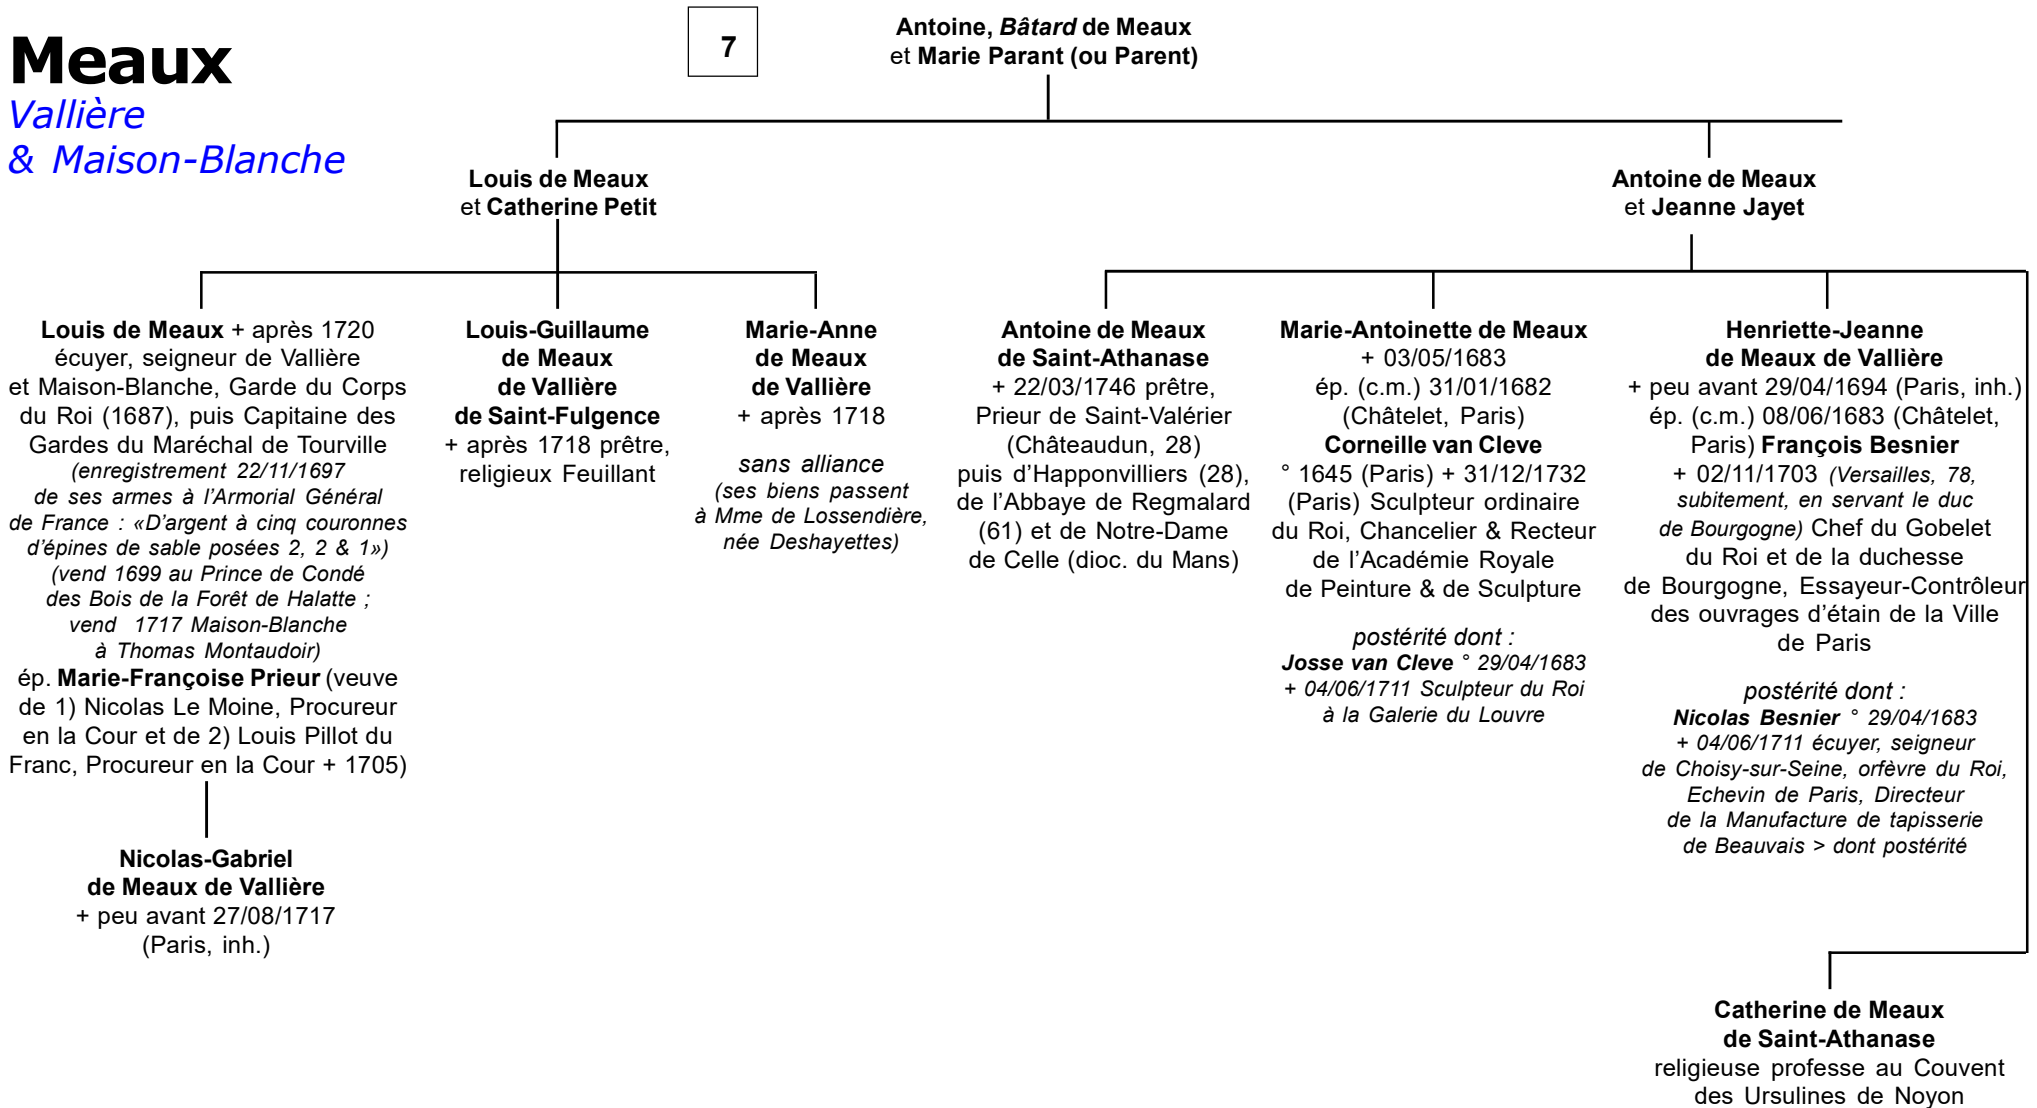 Meaux
Vallière
& Maison-Blanche
7
Antoine, Bâtard de Meaux
et Marie Parant (ou Parent)
Louis de Meaux
et Catherine Petit
Antoine de Meaux
et Jeanne Jayet
Louis de Meaux + après 1720
écuyer, seigneur de Vallière
et Maison-Blanche, Garde du Corps
du Roi (1687), puis Capitaine des
Gardes du Maréchal de Tourville
(enregistrement 22/11/1697
de ses armes à l’Armorial Général
de France : «D’argent à cinq couronnes
d’épines de sable posées 2, 2 & 1»)
(vend 1699 au Prince de Condé
des Bois de la Forêt de Halatte ;
vend 1717 Maison-Blanche
à Thomas Montaudoir)
ép. Marie-Françoise Prieur (veuve
de 1) Nicolas Le Moine, Procureur
en la Cour et de 2) Louis Pillot du
Franc, Procureur en la Cour + 1705)
Nicolas-Gabriel
de Meaux de Vallière
+ peu avant 27/08/1717
(Paris, inh.)
Louis-Guillaume
de Meaux
de Vallière
de Saint-Fulgence
+ après 1718 prêtre,
religieux Feuillant
Marie-Anne
de Meaux
de Vallière
+ après 1718
sans alliance
(ses biens passent
à Mme de Lossendière,
née Deshayettes)
Antoine de Meaux
de Saint-Athanase
+ 22/03/1746 prêtre,
Prieur de Saint-Valérier
(Châteaudun, 28)
puis d’Happonvilliers (28),
de l’Abbaye de Regmalard
(61) et de Notre-Dame
de Celle (dioc. du Mans)
Marie-Antoinette de Meaux
+ 03/05/1683
ép. (c.m.) 31/01/1682
(Châtelet, Paris)
Corneille van Cleve
° 1645 (Paris) + 31/12/1732
(Paris) Sculpteur ordinaire
du Roi, Chancelier & Recteur
de l’Académie Royale
de Peinture & de Sculpture
postérité dont :
Josse van Cleve ° 29/04/1683
+ 04/06/1711 Sculpteur du Roi
à la Galerie du Louvre
Henriette-Jeanne
de Meaux de Vallière
+ peu avant 29/04/1694 (Paris, inh.)
ép. (c.m.) 08/06/1683 (Châtelet,
Paris) François Besnier
+ 02/11/1703 (Versailles, 78,
subitement, en servant le duc
de Bourgogne) Chef du Gobelet
du Roi et de la duchesse
de Bourgogne, Essayeur-Contrôleur
des ouvrages d’étain de la Ville
de Paris
postérité dont :
Nicolas Besnier ° 29/04/1683
+ 04/06/1711 écuyer, seigneur
de Choisy-sur-Seine, orfèvre du Roi,
Echevin de Paris, Directeur
de la Manufacture de tapisserie
de Beauvais > dont postérité
Catherine de Meaux
de Saint-Athanase
religieuse professe au Couvent
des Ursulines de Noyon